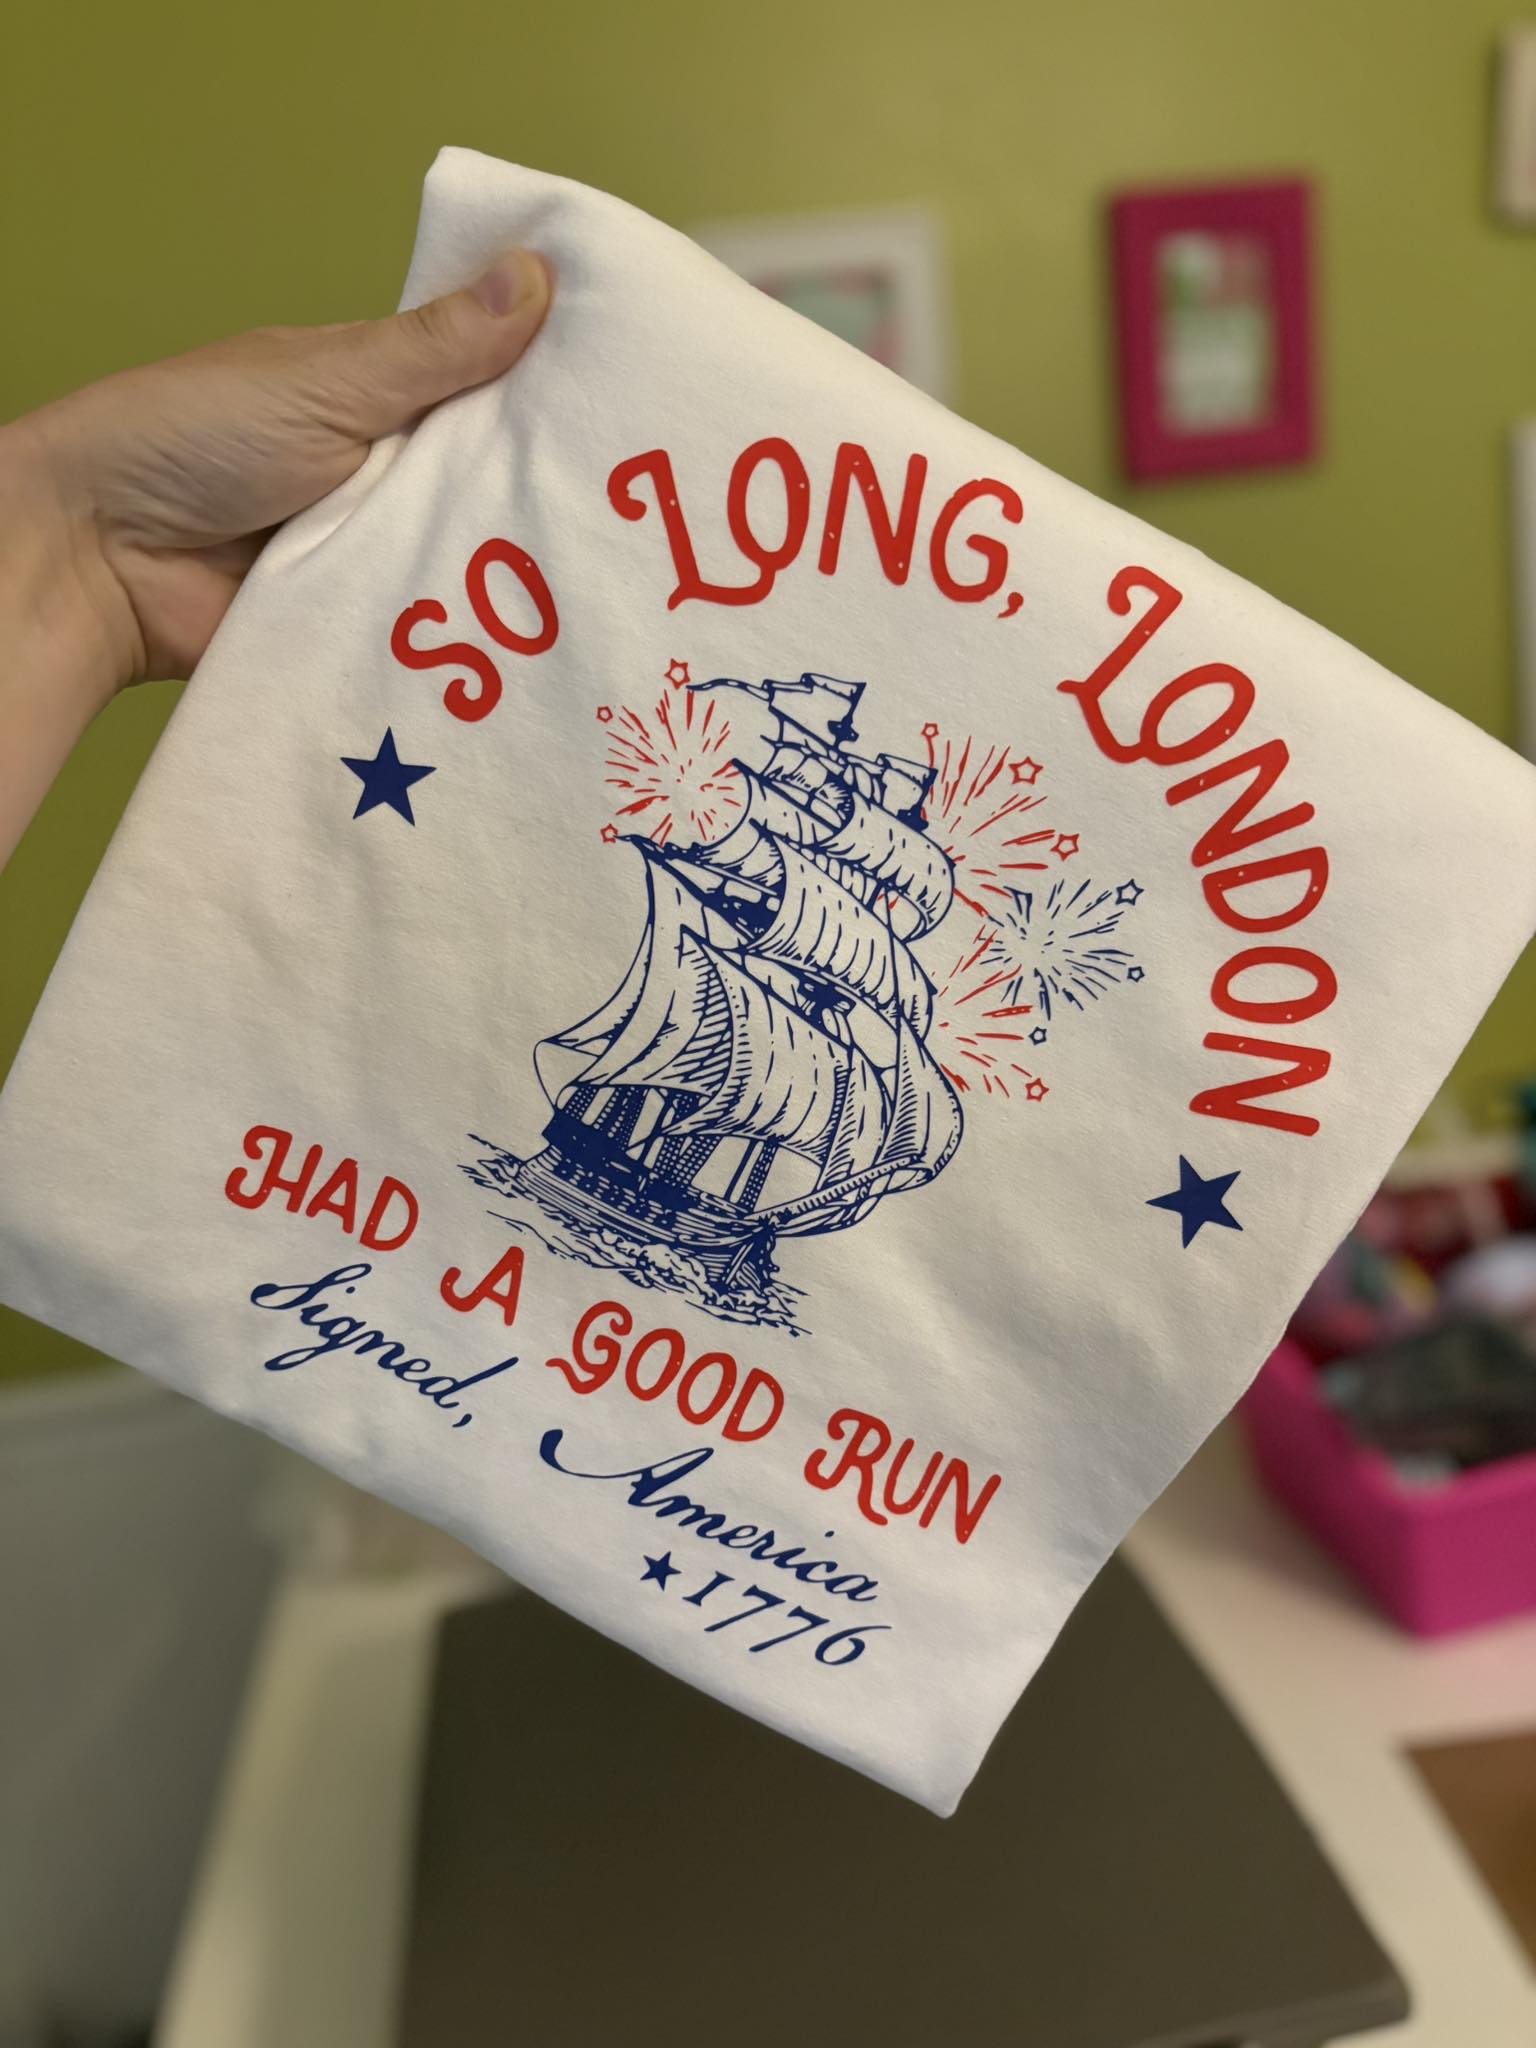 SO LONG, LONDON
HAD A GOOD RUN
Signed, America
1776